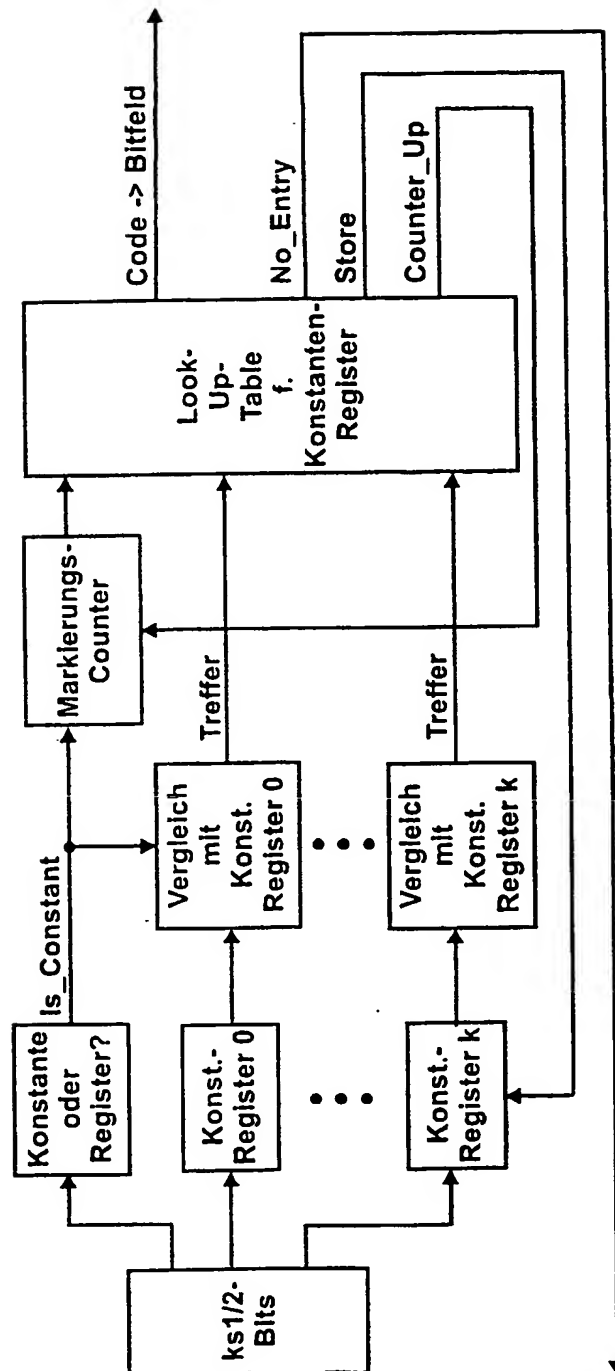 ks1/2-
Bits
Konstante
oder
Register?
Is_Constant
Konst.-
Register 0
Konst.-
Register k
Markierungs-
Counter
Vergleich
mit
Konst.
Register 0
Vergleich
mit
Konst.
Register k
Treffer
Treffer
Look-
Up-
Table
f.
Konstanten-
Register
Code -> Bitfeld
No_Entry
Store
Counter_Up